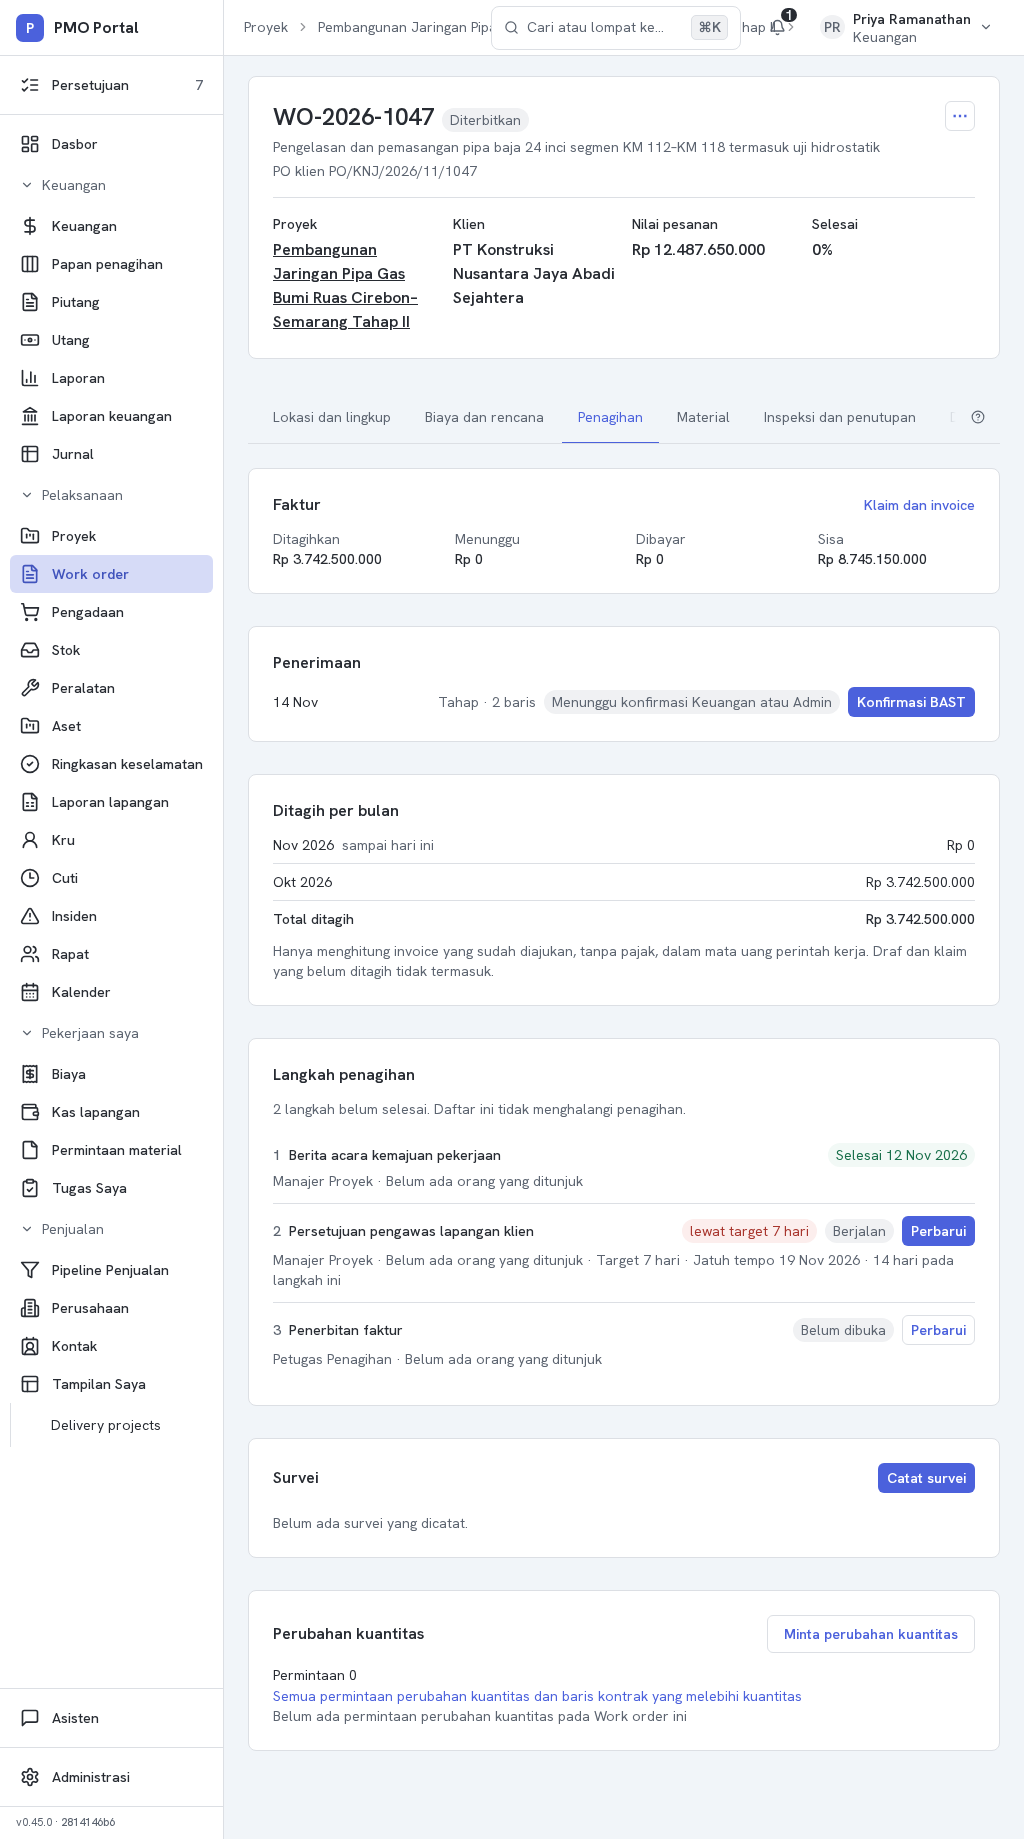 P PMO Portal
Proyek > Pembangunan Jaringan Pipa
Cari atau lompat ke... ⌘K
1
PR Priya Ramanathan
Keuangan
Persetujuan 7
Dasbor
Keuangan
Keuangan
Papan penagihan
Piutang
Utang
Laporan
Laporan keuangan
Jurnal
Pelaksanaan
Proyek
Work order
Pengadaan
Stok
Peralatan
Aset
Ringkasan keselamatan
Laporan lapangan
Kru
Cuti
Insiden
Rapat
Kalender
Pekerjaan saya
Biaya
Kas lapangan
Permintaan material
Tugas Saya
Penjualan
Pipeline Penjualan
Perusahaan
Kontak
Tampilan Saya
Delivery projects
Asisten
Administrasi
v0.45.0 · 2814146b6
WO-2026-1047 Diterbitkan
Pengelasan dan pemasangan pipa baja 24 inci segmen KM 112–KM 118 termasuk uji hidrostatik
PO klien PO/KNJ/2026/11/1047
Proyek
Pembangunan
Jaringan Pipa Gas
Bumi Ruas Cirebon–
Semarang Tahap II
Klien
PT Konstruksi
Nusantara Jaya Abadi
Sejahtera
Nilai pesanan
Rp 12.487.650.000
Selesai
0%
Lokasi dan lingkup Biaya dan rencana Penagihan Material Inspeksi dan penutupan
Faktur Klaim dan invoice
Ditagihkan Menunggu Dibayar Sisa
Rp 3.742.500.000 Rp 0 Rp 0 Rp 8.745.150.000
Penerimaan
14 Nov Tahap · 2 baris Menunggu konfirmasi Keuangan atau Admin Konfirmasi BAST
Ditagih per bulan
Nov 2026 sampai hari ini Rp 0
Okt 2026 Rp 3.742.500.000
Total ditagih Rp 3.742.500.000
Hanya menghitung invoice yang sudah diajukan, tanpa pajak, dalam mata uang perintah kerja. Draf dan klaim
yang belum ditagih tidak termasuk.
Langkah penagihan
2 langkah belum selesai. Daftar ini tidak menghalangi penagihan.
1 Berita acara kemajuan pekerjaan Selesai 12 Nov 2026
Manajer Proyek · Belum ada orang yang ditunjuk
2 Persetujuan pengawas lapangan klien lewat target 7 hari Berjalan Perbarui
Manajer Proyek · Belum ada orang yang ditunjuk · Target 7 hari · Jatuh tempo 19 Nov 2026 · 14 hari pada
langkah ini
3 Penerbitan faktur Belum dibuka Perbarui
Petugas Penagihan · Belum ada orang yang ditunjuk
Survei Catat survei
Belum ada survei yang dicatat.
Perubahan kuantitas Minta perubahan kuantitas
Permintaan 0
Semua permintaan perubahan kuantitas dan baris kontrak yang melebihi kuantitas
Belum ada permintaan perubahan kuantitas pada Work order ini